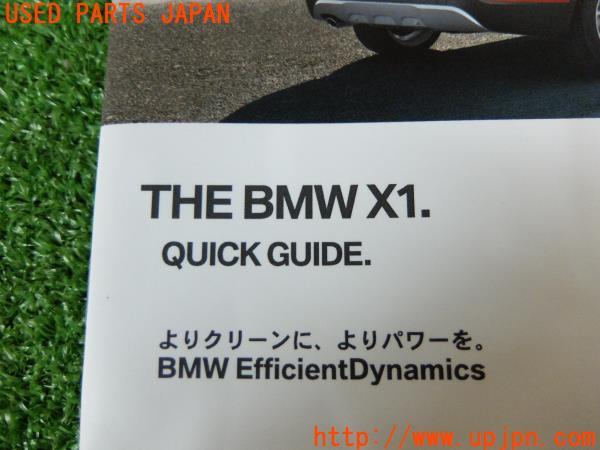 USED PARTS JAPAN
THE BMW X1.
QUICK GUIDE.
よりクリーンに、よりパワーを。
BMW EfficientDynamics
http://www.upjpn.com